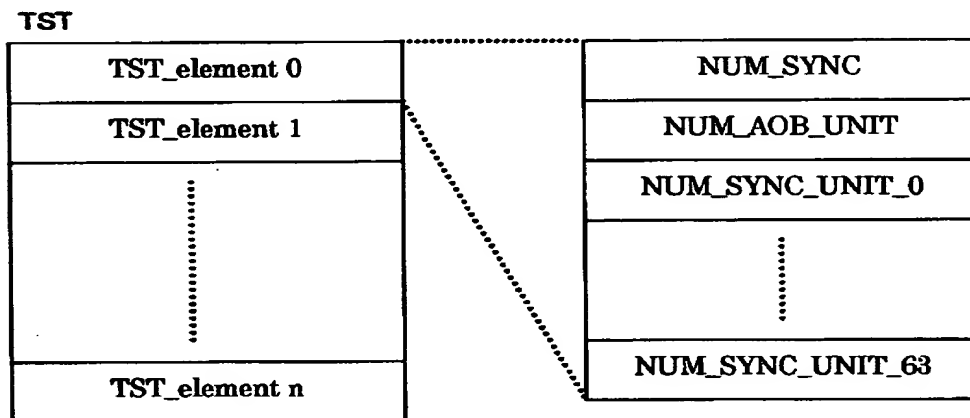 TST
TST_element 0
TST_element 1
TST_element n
NUM_SYNC
NUM_AOB_UNIT
NUM_SYNC_UNIT_0
NUM_SYNC_UNIT_63